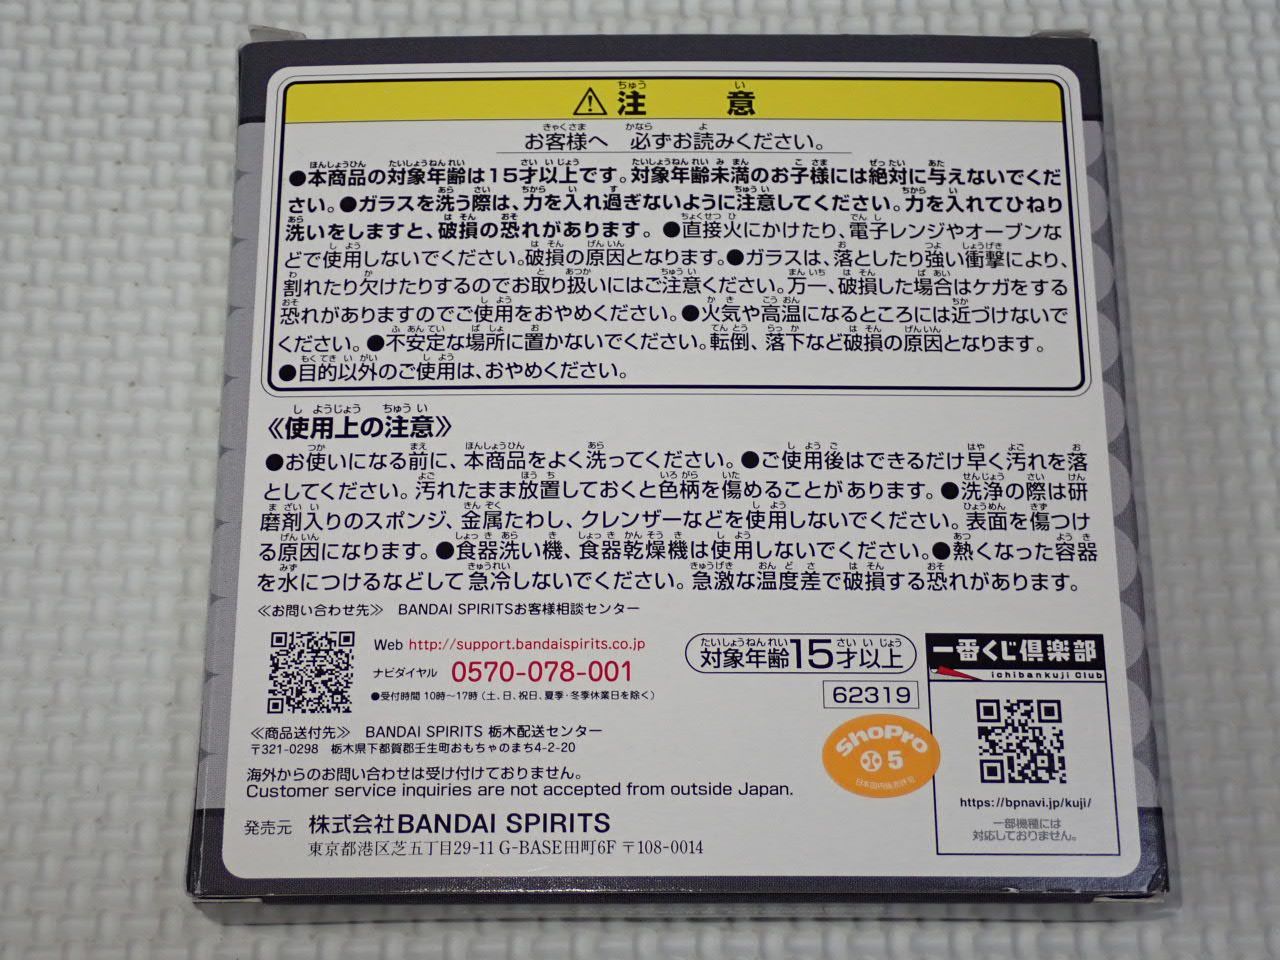 ⚠注意
お客様へ 必ずお読みください。
●本商品の対象年齢は15才以上です。対象年齢未満のお子様には絶対に与えないでくだ
さい。●ガラスを洗う際は、力を入れ過ぎないように注意してください。力を入れてひねり
洗いをしますと、破損の恐れがあります。●直接火にかけたり、電子レンジやオーブンな
どで使用しないでください。破損の原因となります。●ガラスは、落としたり強い衝撃により、
割れたり欠けたりするのでお取り扱いにはご注意ください。万一、破損した場合はケガをする
恐れがありますのでご使用をおやめください。●火気や高温になるところには近づけないで
ください。●不安定な場所に置かないでください。転倒、落下など破損の原因となります。
●目的以外のご使用は、おやめください。
《使用上の注意》
●お使いになる前に、本商品をよく洗ってください。●ご使用後はできるだけ早く汚れを落
としてください。汚れたまま放置しておくと色柄を傷めることがあります。●洗浄の際は研
磨剤入りのスポンジ、金属たわし、クレンザーなどを使用しないでください。表面を傷つけ
る原因になります。●食器洗い機、食器乾燥機は使用しないでください。●熱くなった容器
を水につけるなどして急冷しないでください。急激な温度差で破損する恐れがあります。
≪お問い合わせ先≫ BANDAI SPIRITSお客様相談センター
Web http://support.bandaispirits.co.jp
ナビダイヤル 0570-078-001
●受付時間 10時～17時(土、日、祝日、夏季・冬季休業日を除く)
対象年齢15才以上
62319
一番くじ倶楽部
ichibankuji Club
ShoPro
5
日本国内販売許可
https://bpnavi.jp/kuji/
一部機種には
対応しておりません。
≪商品送付先≫ BANDAI SPIRITS 栃木配送センター
〒321-0298 栃木県下都賀郡壬生町おもちゃのまち4-2-20
海外からのお問い合わせは受け付けておりません。
Customer service inquiries are not accepted from outside Japan.
発売元 株式会社BANDAI SPIRITS
東京都港区芝五丁目29-11 G-BASE田町6F 〒108-0014